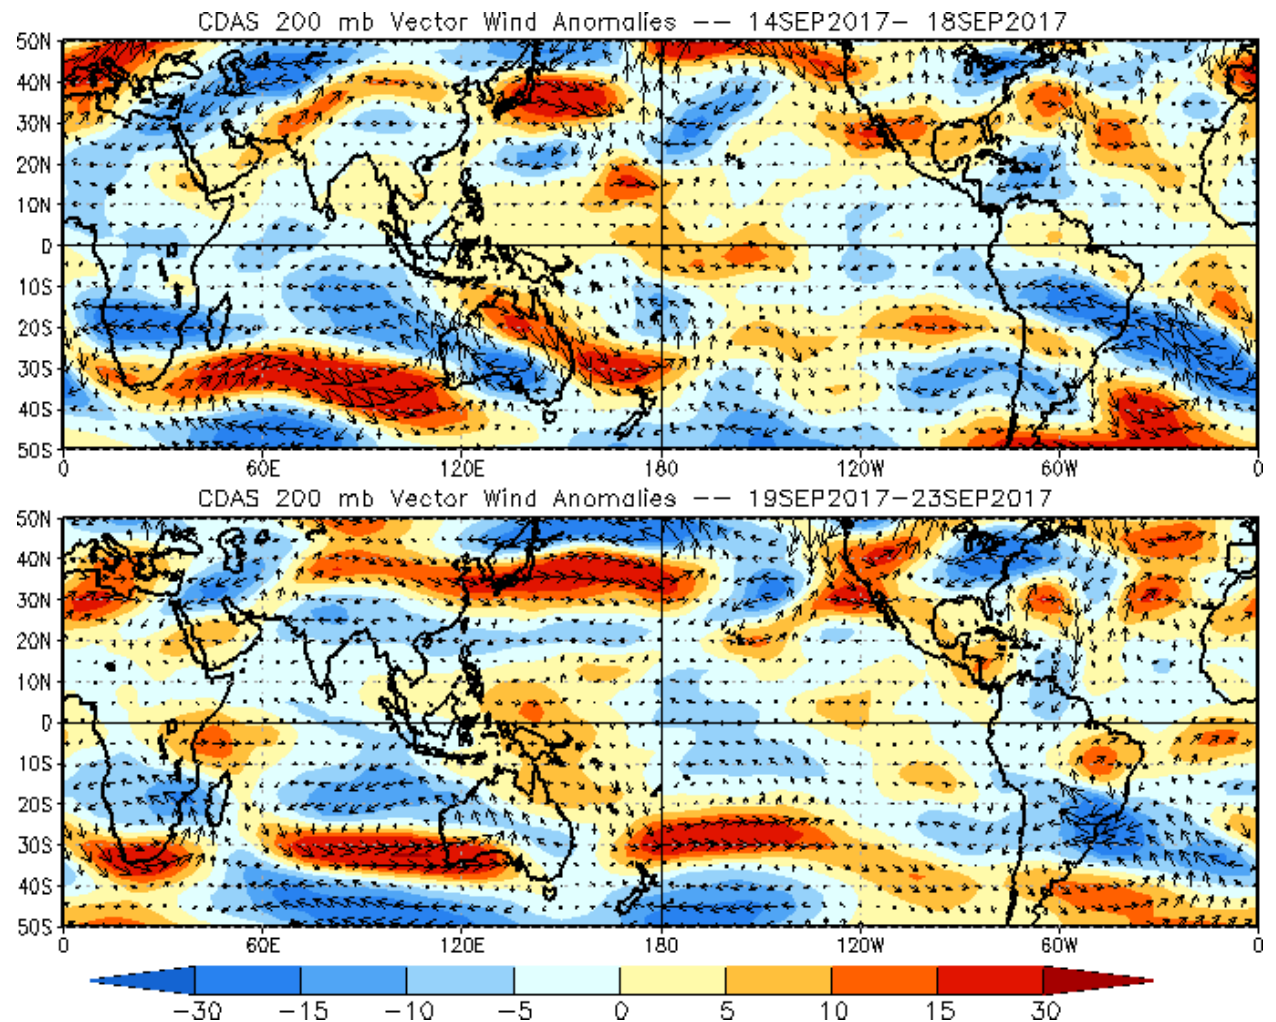 CDAS 200 mb Vector Wind Anomalies -- 14SEP2017- 18SEP2017
50N
40N
30N
20N
10N
0
10S
20S
30S
40S
50S
0 60E 120E 180 120W 60W 0
CDAS 200 mb Vector Wind Anomalies -- 19SEP2017-23SEP2017
50N
40N
30N
20N
10N
0
10S
20S
30S
40S
50S
0 60E 120E 180 120W 60W 0
-30 -15 -10 -5 0 5 10 15 30